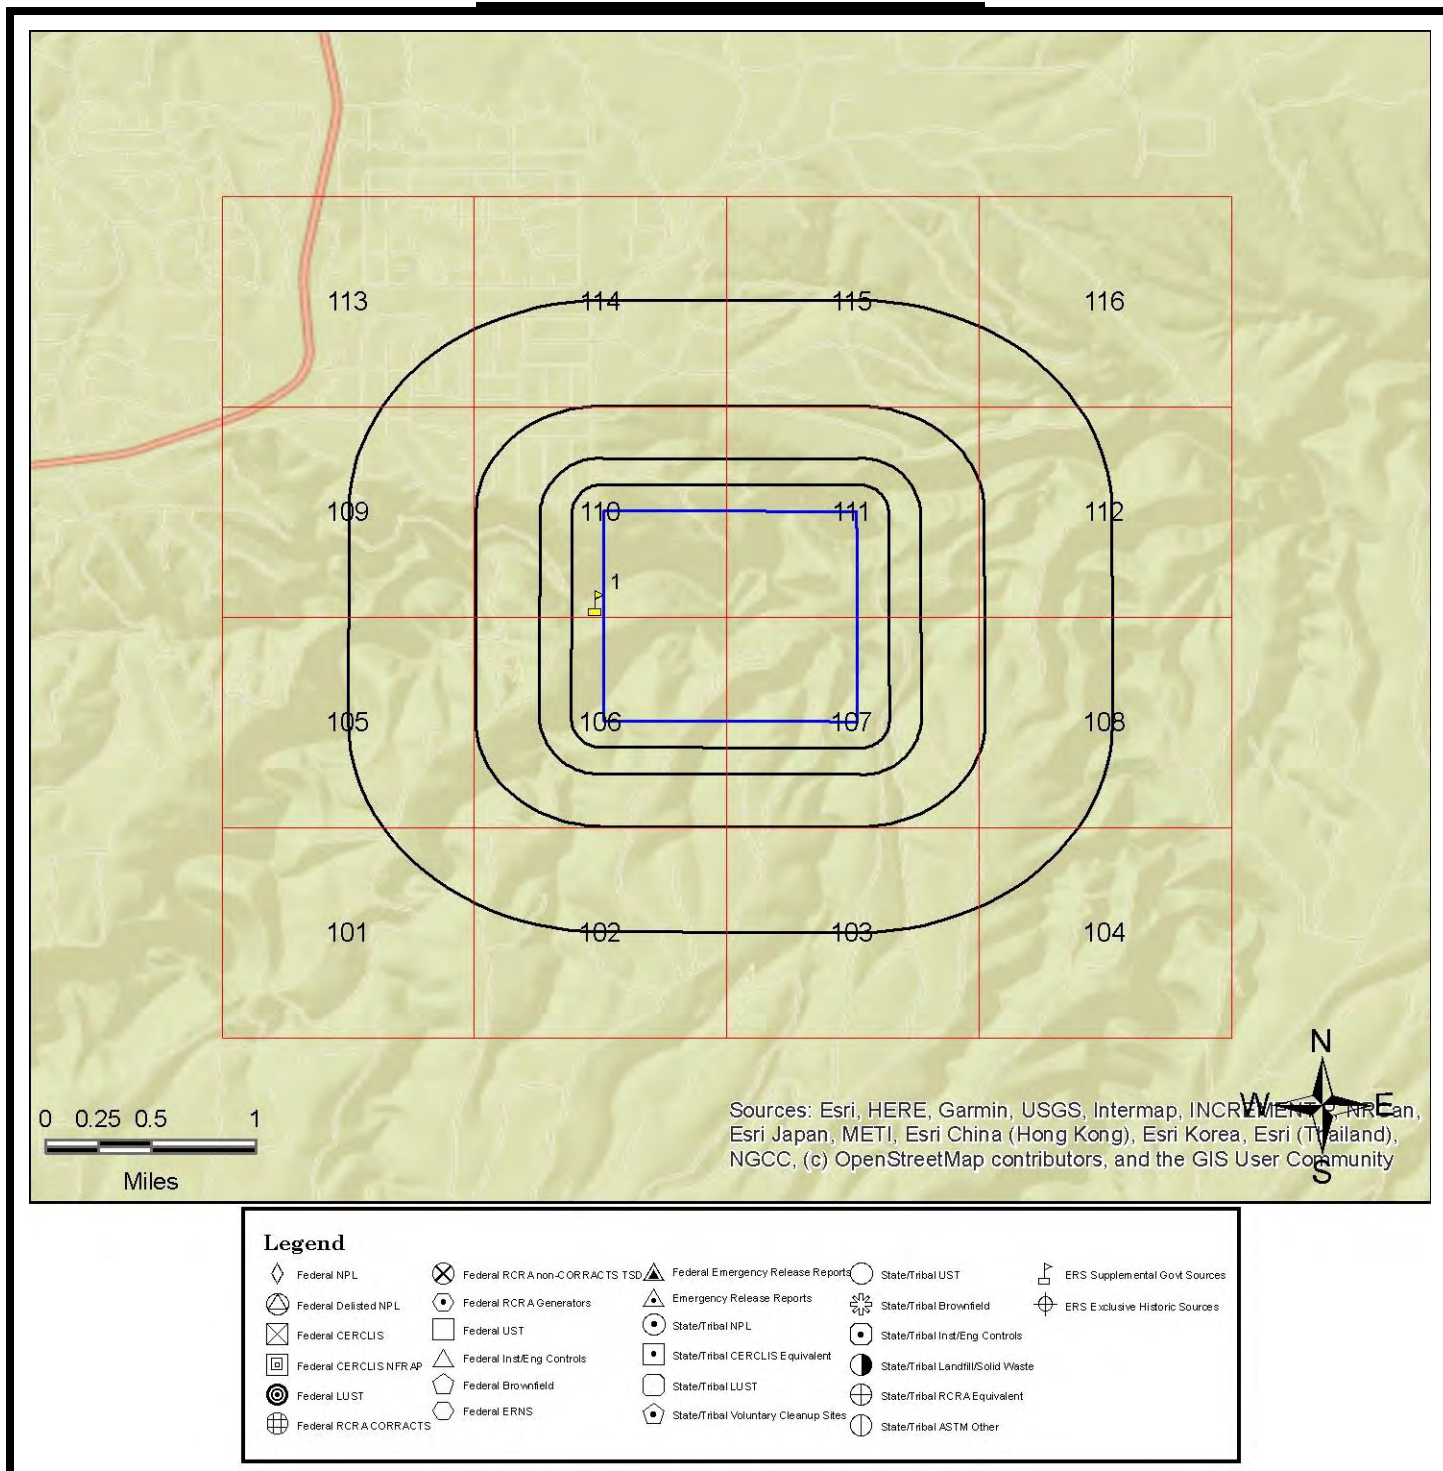 113 114 115 116
109 110 111 112
1
105 106 107 108
101 102 103 104
N
W E
S
0 0.25 0.5 1
Miles
Sources: Esri, HERE, Garmin, USGS, Intermap,
Esri Japan, METI, Esri China (Hong Kong), Esri Korea, Esri (Thailand),
NGCC, (c) OpenStreetMap contributors, and the GIS User Community
Legend
Federal NPL
Federal Delisted NPL
Federal CERCLIS
Federal CERCLIS NFRAP
Federal LUST
Federal RCRA CORRACTS
Federal RCRA non-CORRACTS TSD
Federal RCRA Generators
Federal UST
Federal Inst/Eng Controls
Federal Brownfield
Federal ERNS
Federal Emergency Release Reports
Emergency Release Reports
State/Tribal NPL
State/Tribal CERCLIS Equivalent
State/Tribal LUST
State/Tribal Voluntary Cleanup Sites
State/Tribal UST
State/Tribal Brownfield
State/Tribal Inst/Eng Controls
State/Tribal Landfill/Solid Waste
State/Tribal RCRA Equivalent
State/Tribal ASTM Other
ERS Supplemental Govt Sources
ERS Exclusive Historic Sources